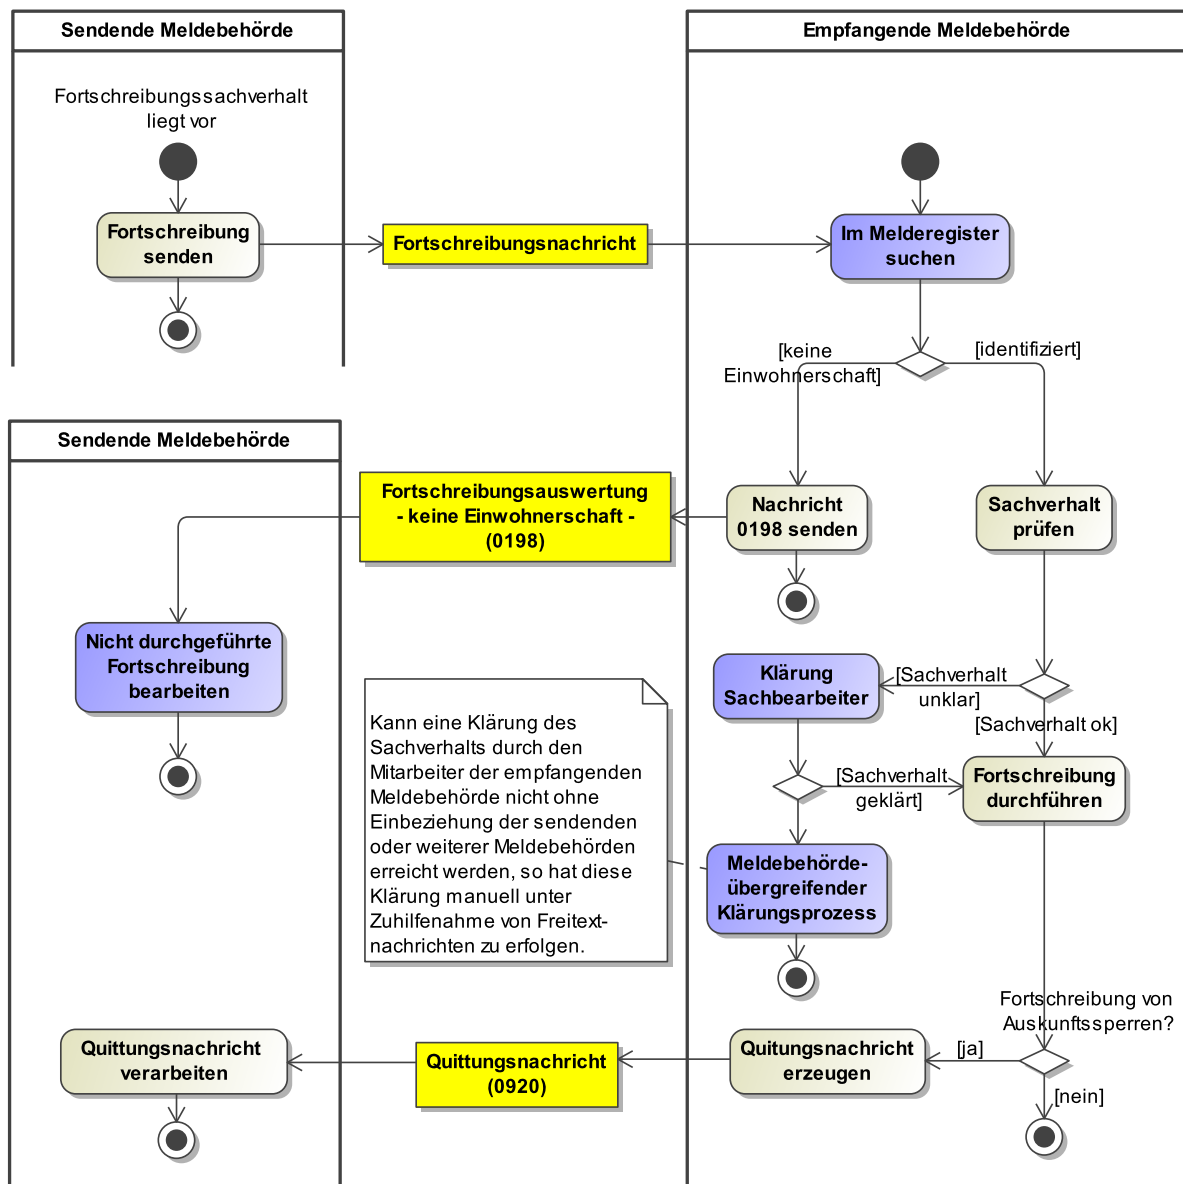 Sendende Meldebehörde
Empfangende Meldebehörde
Fortschreibungssachverhalt
liegt vor
Fortschreibung
senden
Fortschreibungsnachricht
Im Melderegister
suchen
[keine
Einwohnerschaft]
[identifiziert]
Sendende Meldebehörde
Fortschreibungsauswertung
- keine Einwohnerschaft -
(0198)
Nachricht
0198 senden
Sachverhalt
prüfen
Nicht durchgeführte
Fortschreibung
bearbeiten
Klärung
Sachbearbeiter
[Sachverhalt
unklar]
[Sachverhalt ok]
Kann eine Klärung des
Sachverhalts durch den
Mitarbeiter der empfangenden
Meldebehörde nicht ohne
Einbeziehung der sendenden
oder weiterer Meldebehörden
erreicht werden, so hat diese
Klärung manuell unter
Zuhilfenahme von Freitext-
nachrichten zu erfolgen.
[Sachverhalt
geklärt]
Fortschreibung
durchführen
Meldebehörde-
übergreifender
Klärungsprozess
Fortschreibung von
Auskunftssperren?
Quittungsnachricht
verarbeiten
Quittungsnachricht
(0920)
Quitungsnachricht
erzeugen
[ja]
[nein]